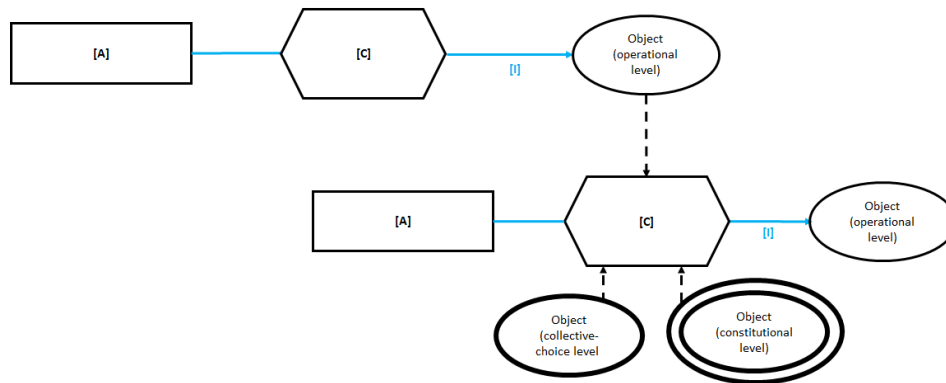 [A]
[C]
[I]
Object
(operational
level)
[A]
[C]
[I]
Object
(operational
level)
Object
(collective-
choice level
Object
(constitutional
level)